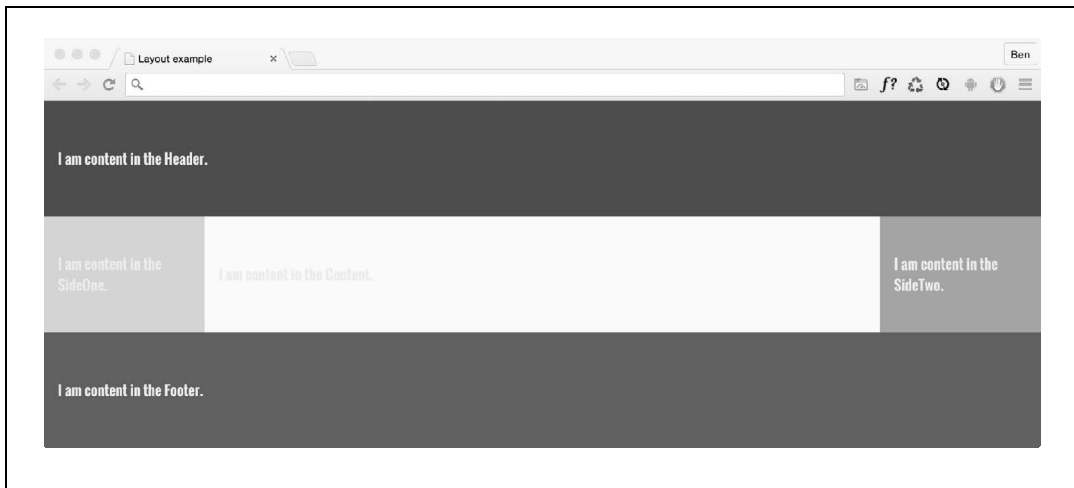 Layout example
Ben
f?
I am content in the Header.
I am content in the
SideOne.
I am content in the Content.
I am content in the
SideTwo.
I am content in the Footer.